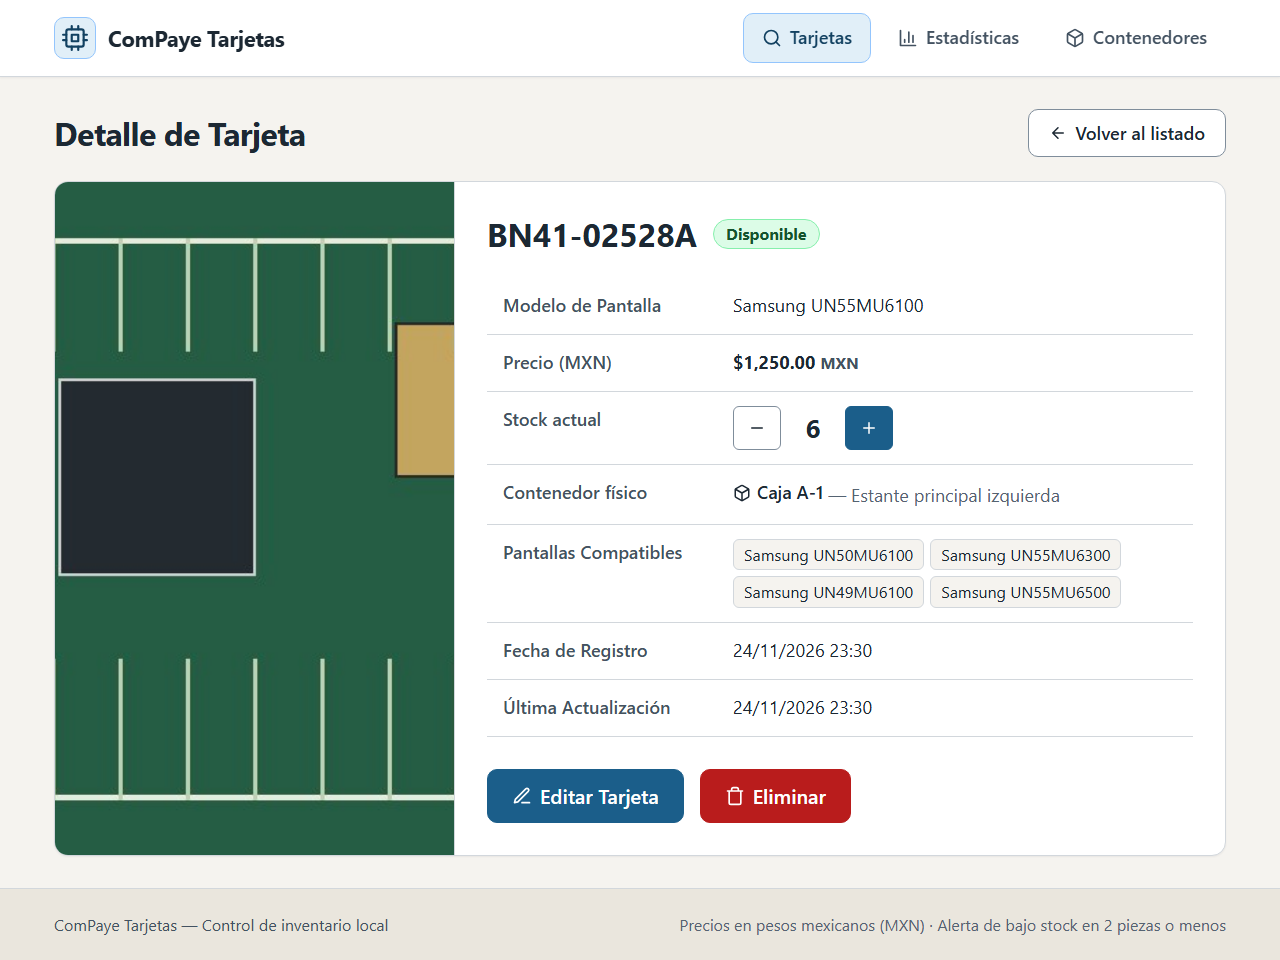 ComPaye Tarjetas
Tarjetas
Estadísticas
Contenedores
Detalle de Tarjeta
Volver al listado
BN41-02528A
Disponible
Modelo de Pantalla
Samsung UN55MU6100
Precio (MXN)
$1,250.00 MXN
Stock actual
− 6 +
Contenedor físico
Caja A-1 — Estante principal izquierda
Pantallas Compatibles
Samsung UN50MU6100
Samsung UN55MU6300
Samsung UN49MU6100
Samsung UN55MU6500
Fecha de Registro
24/11/2026 23:30
Última Actualización
24/11/2026 23:30
Editar Tarjeta
Eliminar
ComPaye Tarjetas — Control de inventario local
Precios en pesos mexicanos (MXN) · Alerta de bajo stock en 2 piezas o menos